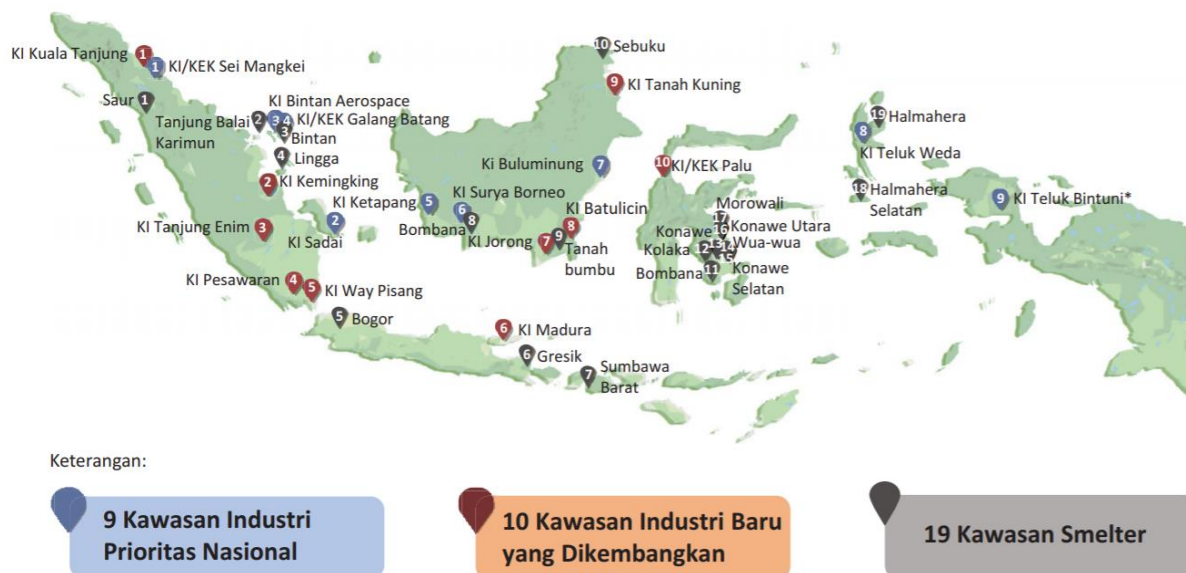 10 Sebuku
KI Kuala Tanjung 1
1 KI/KEK Sei Mangkei
9 KI Tanah Kuning
Saur 1
KI Bintan Aerospace
Tanjung Balai
Karimun
2 3 4 KI/KEK Galang Batang
3 Bintan
19 Halmahera
8
KI Teluk Weda
4 Lingga
Ki Buluminung 7
10 KI/KEK Palu
2 KI Kemingking
KI Ketapang 5
KI Surya Borneo
6
Bombana 8
18 Halmahera
Selatan
9 KI Teluk Bintuni*
KI Tanjung Enim 3
2
KI Sadai
KI Batulicin
8
KI Jorong 7
9 Tanah
bumbu
Morowali
17
Konawe 16 Konawe Utara
Kolaka 12 13 14 Wua-wua
15
Bombana 11 Konawe
Selatan
KI Pesawaran 4
5 KI Way Pisang
5 Bogor
6 KI Madura
6 Gresik
7 Sumbawa
Barat
Keterangan:
9 Kawasan Industri
Prioritas Nasional
10 Kawasan Industri Baru
yang Dikembangkan
19 Kawasan Smelter